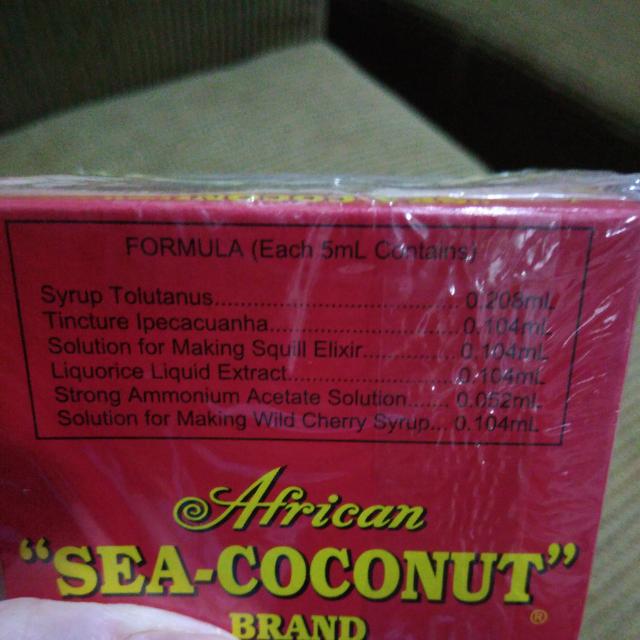 FORMULA (Each 5mL Contains)
Syrup Tolutanus................................... 0.208mL
Tincture Ipecacuanha.......................... 0.104mL
Solution for Making Squill Elixir............. 0.104mL
Liquorice Liquid Extract........................ 0.104mL
Strong Ammonium Acetate Solution....... 0.052mL
Solution for Making Wild Cherry Syrup... 0.104mL
African
"SEA-COCONUT"
BRAND ®